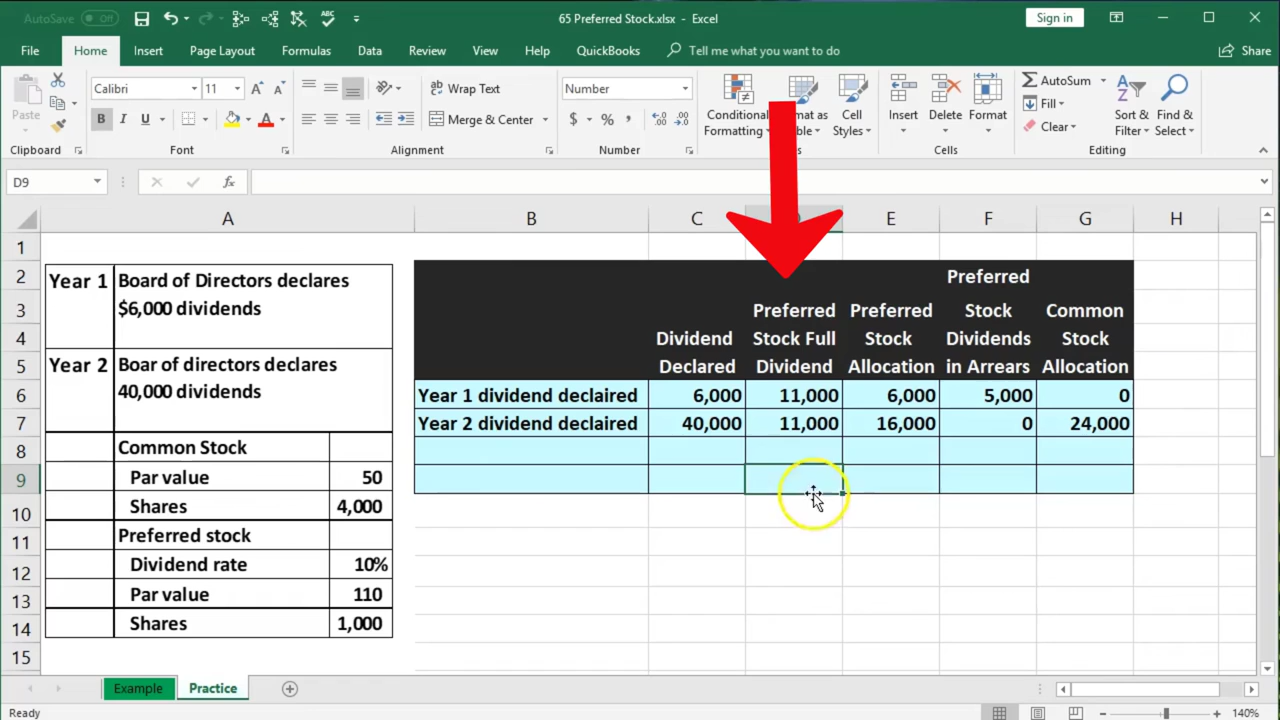 AutoSave Off 65 Preferred Stock.xlsx - Excel Sign in
File Home Insert Page Layout Formulas Data Review View Help QuickBooks Tell me what you want to do Share
Paste Calibri 11 Wrap Text Number Conditional Format as Cell Insert Delete Format AutoSum Sort & Find &
B I U Merge & Center $ % Formatting Table Styles Fill Filter Select
Clear
Clipboard Font Alignment Number Cells Editing
D9 fx
A B C D E F G H
1
2
3
4
5
6
7
8
9
10
11
12
13
14
15
Year 1 Board of Directors declares
$6,000 dividends
Year 2 Boar of directors declares
40,000 dividends
Common Stock
Par value 50
Shares 4,000
Preferred stock
Dividend rate 10%
Par value 110
Shares 1,000
Preferred
Preferred Preferred Stock Common
Dividend Stock Full Stock Dividends Stock
Declared Dividend Allocation in Arrears Allocation
Year 1 dividend declaired 6,000 11,000 6,000 5,000 0
Year 2 dividend declaired 40,000 11,000 16,000 0 24,000
Example Practice
Ready 140%